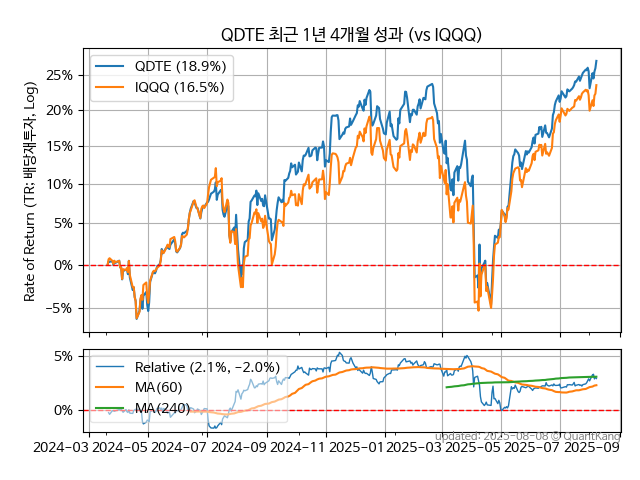 QDTE 최근 1년 4개월 성과 (vs IQQQ)
Rate of Return (TR: 배당재투자, Log)
25%
20%
15%
10%
5%
0%
−5%
QDTE (18.9%)
IQQQ (16.5%)
5%
0%
Relative (2.1%, −2.0%)
MA(60)
MA(240)
updated: 2025-08-08 © QuantKang
2024-03 2024-05 2024-07 2024-09 2024-11 2025-01 2025-03 2025-05 2025-07 2025-09